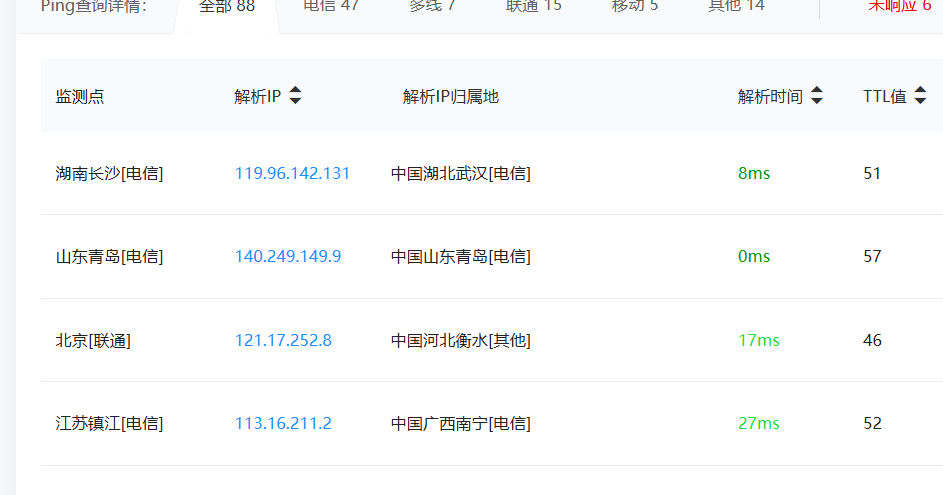 Ping查询详情： 全部 88 电信 47 多线 7 联通 15 移动 5 其他 14 未响应 6
监测点 解析IP 解析IP归属地 解析时间 TTL值
湖南长沙[电信] 119.96.142.131 中国湖北武汉[电信] 8ms 51
山东青岛[电信] 140.249.149.9 中国山东青岛[电信] 0ms 57
北京[联通] 121.17.252.8 中国河北衡水[其他] 17ms 46
江苏镇江[电信] 113.16.211.2 中国广西南宁[电信] 27ms 52